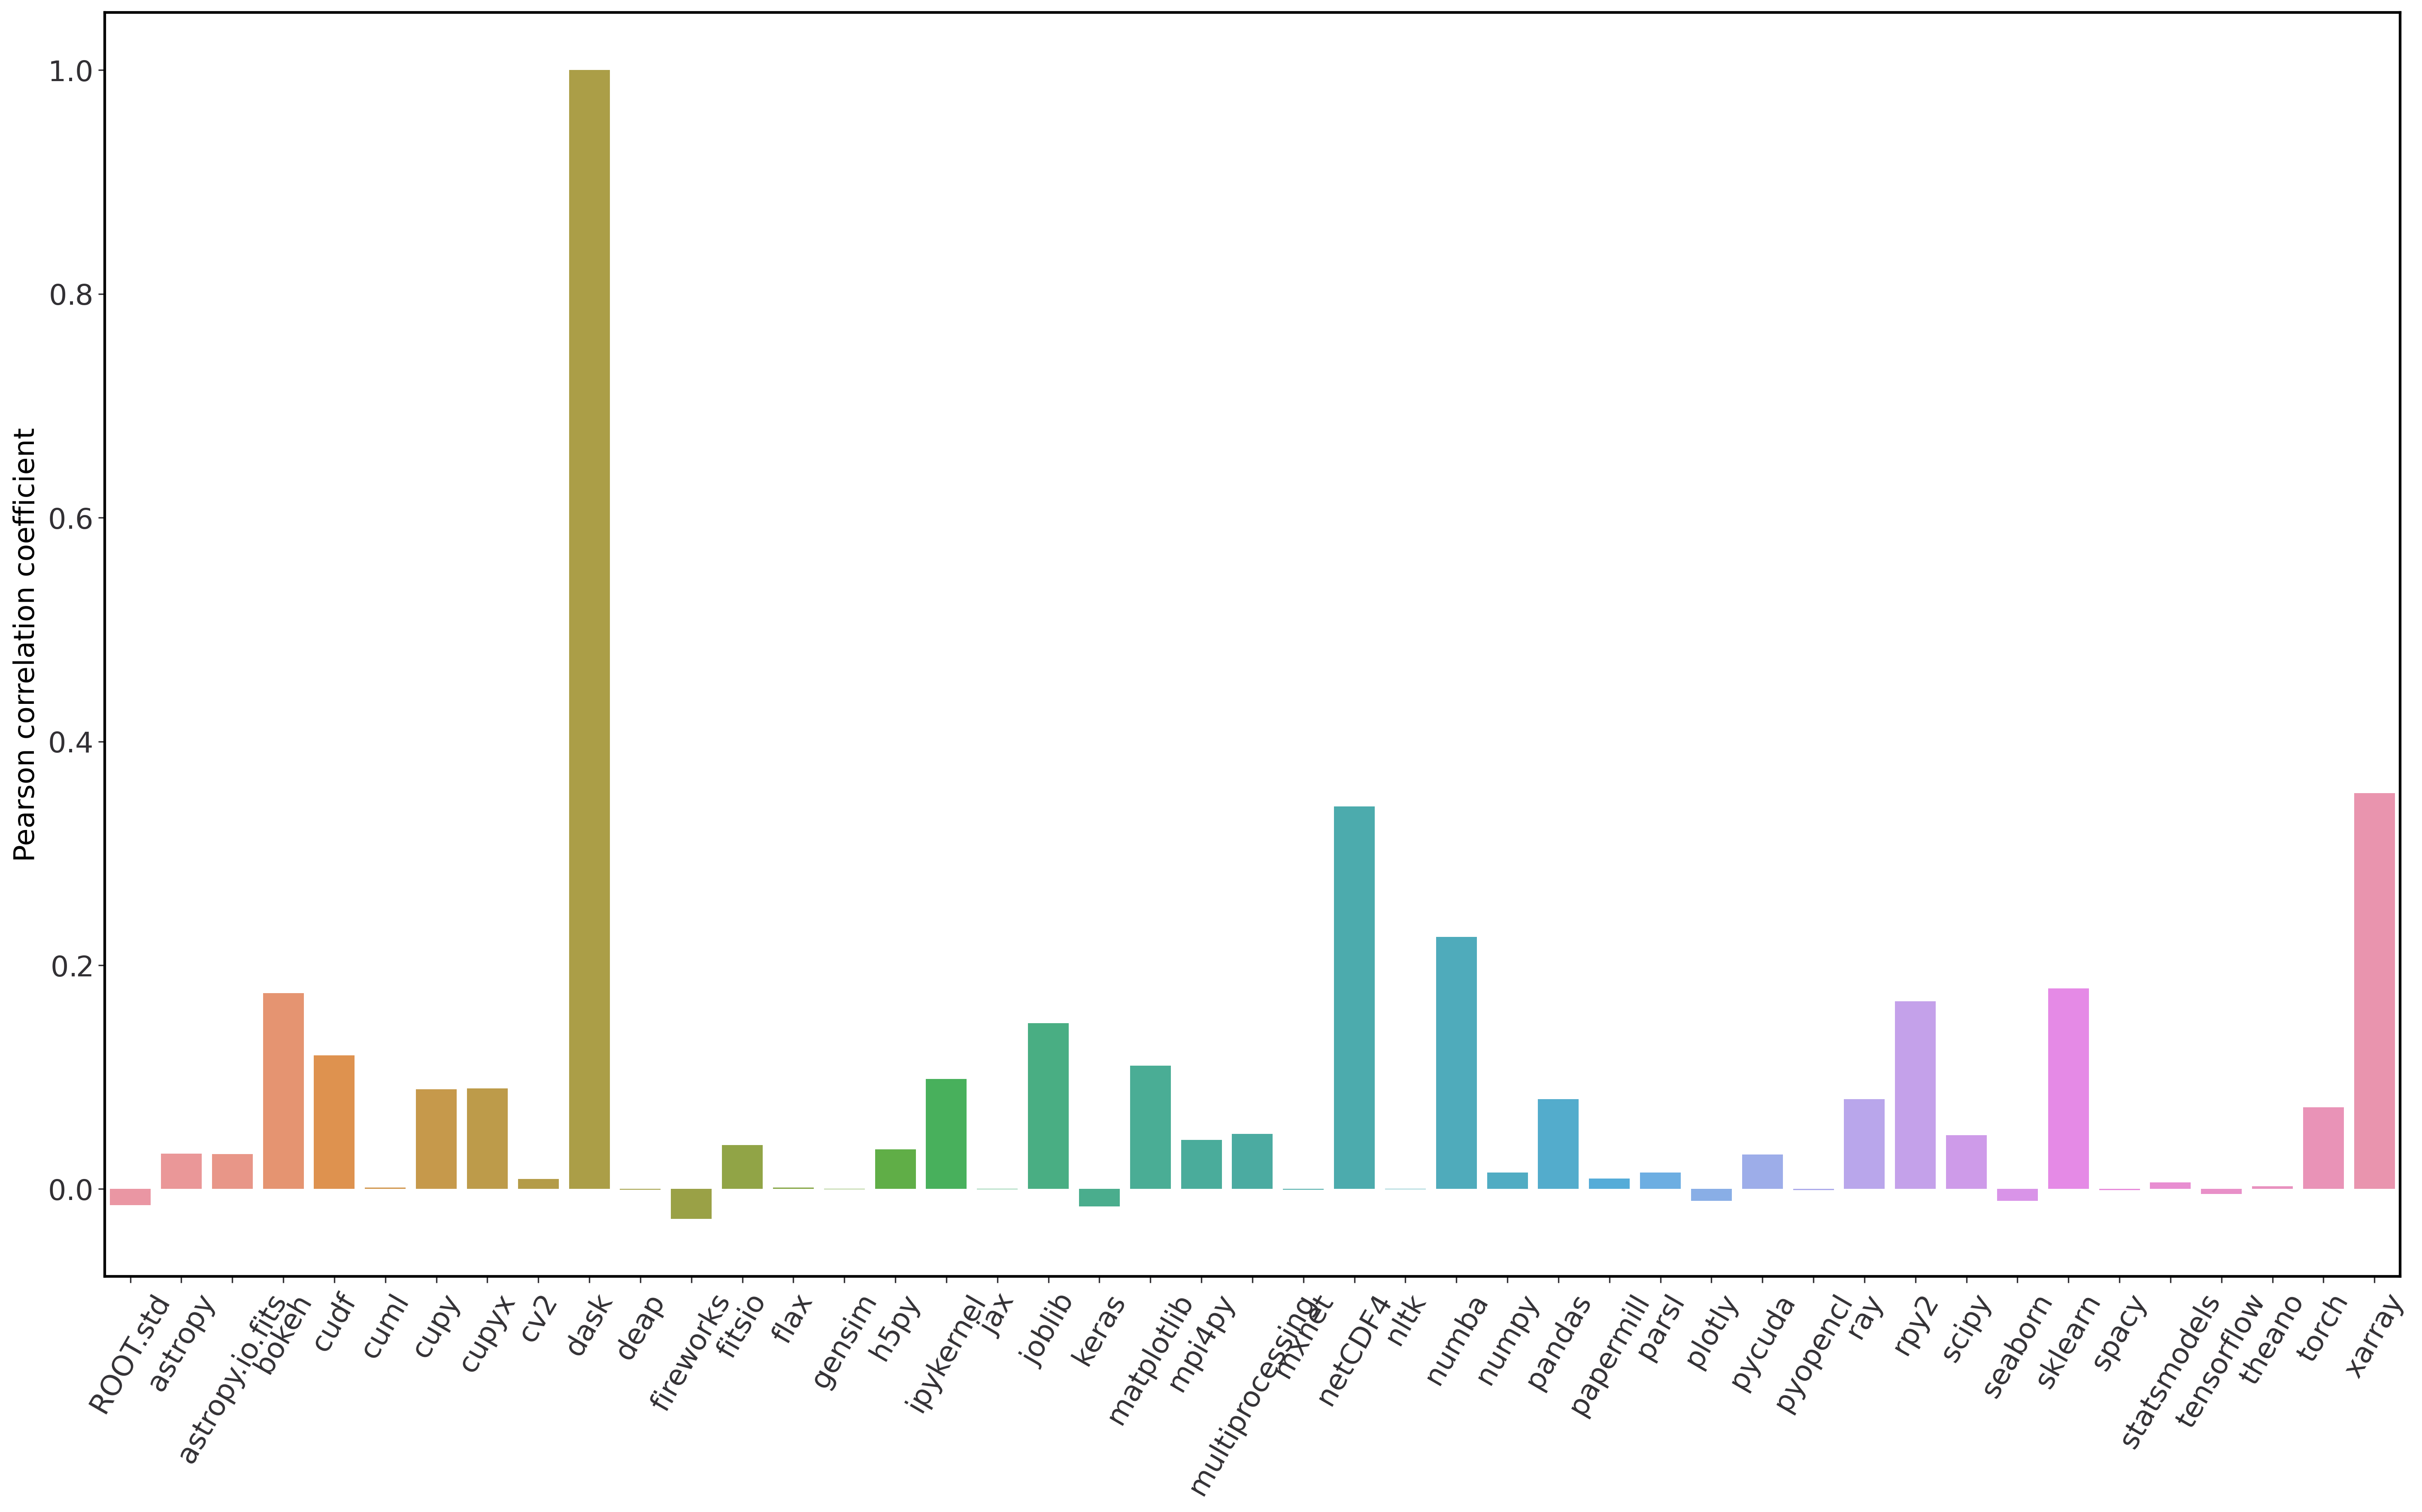 Pearson correlation coefficient
1.0
0.8
0.6
0.4
0.2
0.0
ROOT.std
astropy
astropy.io.fits
bokeh
cudf
cuml
cupy
cupyx
cv2
dask
deap
fireworks
fitsio
flax
gensim
h5py
ipykernel
jax
joblib
keras
matplotlib
mpi4py
multiprocessing
mxnet
netCDF4
nltk
numba
numpy
pandas
papermill
parsl
plotly
pycuda
pyopencl
ray
rpy2
scipy
seaborn
sklearn
spacy
statsmodels
tensorflow
theano
torch
xarray